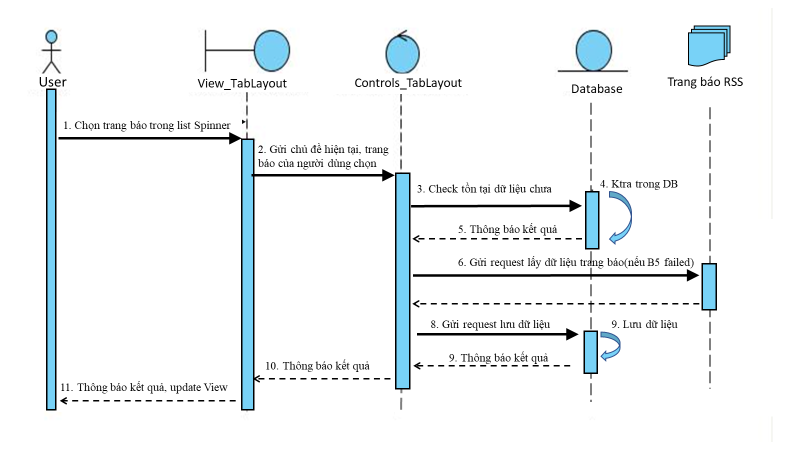 User
View_TabLayout
Controls_TabLayout
Database
Trang báo RSS
1. Chọn trang báo trong list Spinner
2. Gửi chủ đề hiện tại, trang
báo của người dùng chọn
3. Check tồn tại dữ liệu chưa
4. Ktra trong DB
5. Thông báo kết quả
6. Gửi request lấy dữ liệu trang báo(nếu B5 failed)
8. Gửi request lưu dữ liệu
9. Lưu dữ liệu
9. Thông báo kết quả
10. Thông báo kết quả
11. Thông báo kết quả, update View